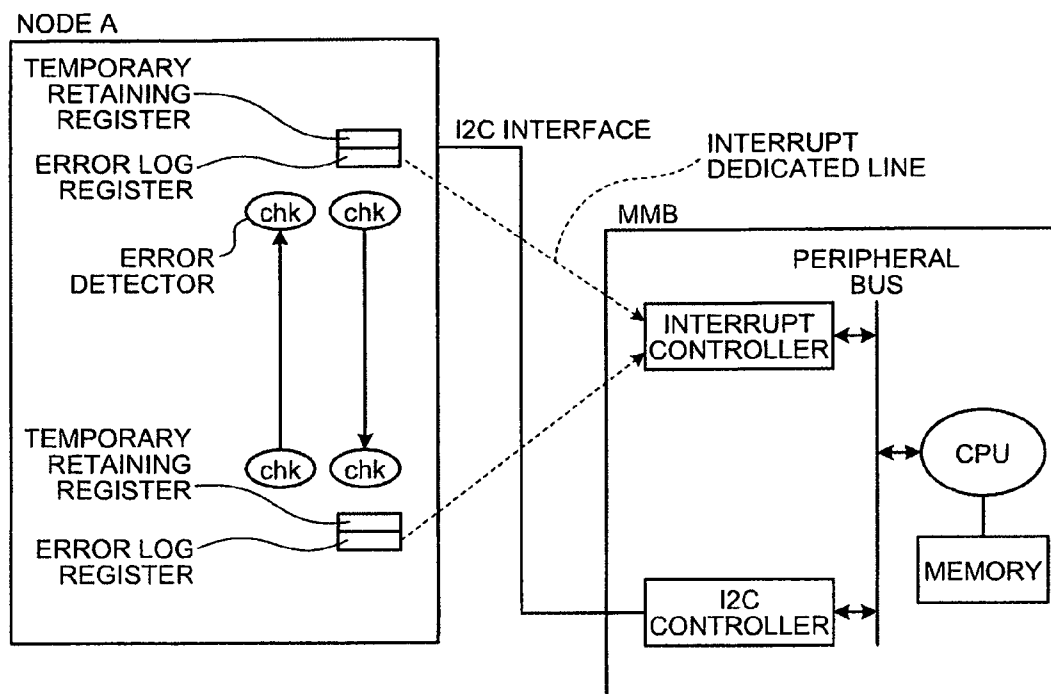 NODE A
TEMPORARY
RETAINING
REGISTER
ERROR LOG
REGISTER
chk
chk
ERROR
DETECTOR
TEMPORARY
RETAINING
REGISTER
chk
chk
ERROR LOG
REGISTER
I2C INTERFACE
INTERRUPT
DEDICATED LINE
MMB
PERIPHERAL
BUS
INTERRUPT
CONTROLLER
CPU
MEMORY
I2C
CONTROLLER